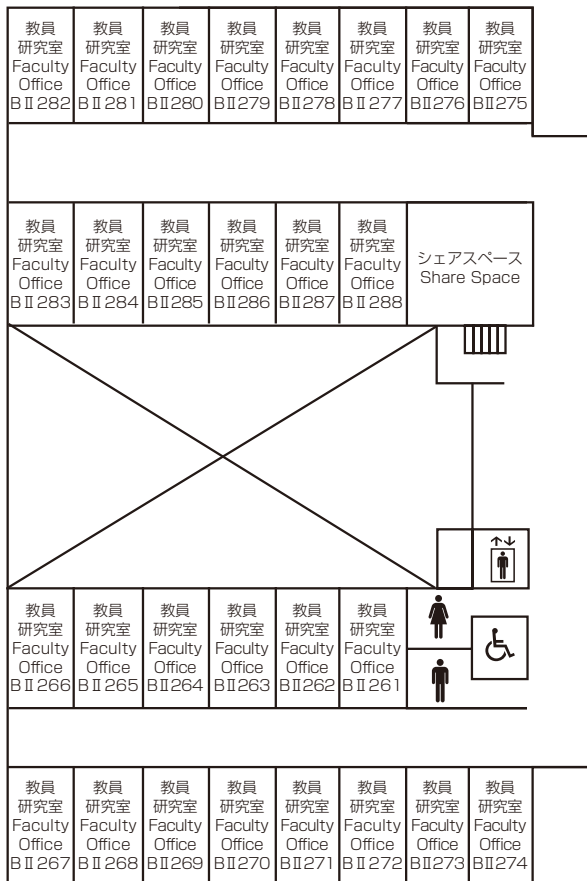 教員
研究室
Faculty
Office
BⅡ282
教員
研究室
Faculty
Office
BⅡ281
教員
研究室
Faculty
Office
BⅡ280
教員
研究室
Faculty
Office
BⅡ279
教員
研究室
Faculty
Office
BⅡ278
教員
研究室
Faculty
Office
BⅡ277
教員
研究室
Faculty
Office
BⅡ276
教員
研究室
Faculty
Office
BⅡ275
教員
研究室
Faculty
Office
BⅡ283
教員
研究室
Faculty
Office
BⅡ284
教員
研究室
Faculty
Office
BⅡ285
教員
研究室
Faculty
Office
BⅡ286
教員
研究室
Faculty
Office
BⅡ287
教員
研究室
Faculty
Office
BⅡ288
シェアスペース
Share Space
教員
研究室
Faculty
Office
BⅡ266
教員
研究室
Faculty
Office
BⅡ265
教員
研究室
Faculty
Office
BⅡ264
教員
研究室
Faculty
Office
BⅡ263
教員
研究室
Faculty
Office
BⅡ262
教員
研究室
Faculty
Office
BⅡ261
教員
研究室
Faculty
Office
BⅡ267
教員
研究室
Faculty
Office
BⅡ268
教員
研究室
Faculty
Office
BⅡ269
教員
研究室
Faculty
Office
BⅡ270
教員
研究室
Faculty
Office
BⅡ271
教員
研究室
Faculty
Office
BⅡ272
教員
研究室
Faculty
Office
BⅡ273
教員
研究室
Faculty
Office
BⅡ274